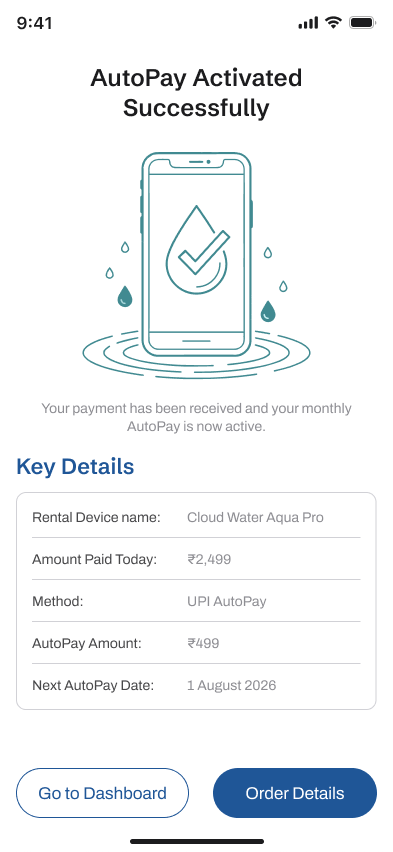 9:41
AutoPay Activated
Successfully
Your payment has been received and your monthly
AutoPay is now active.
Key Details
Rental Device name: Cloud Water Aqua Pro
Amount Paid Today: ₹2,499
Method: UPI AutoPay
AutoPay Amount: ₹499
Next AutoPay Date: 1 August 2026
Go to Dashboard Order Details